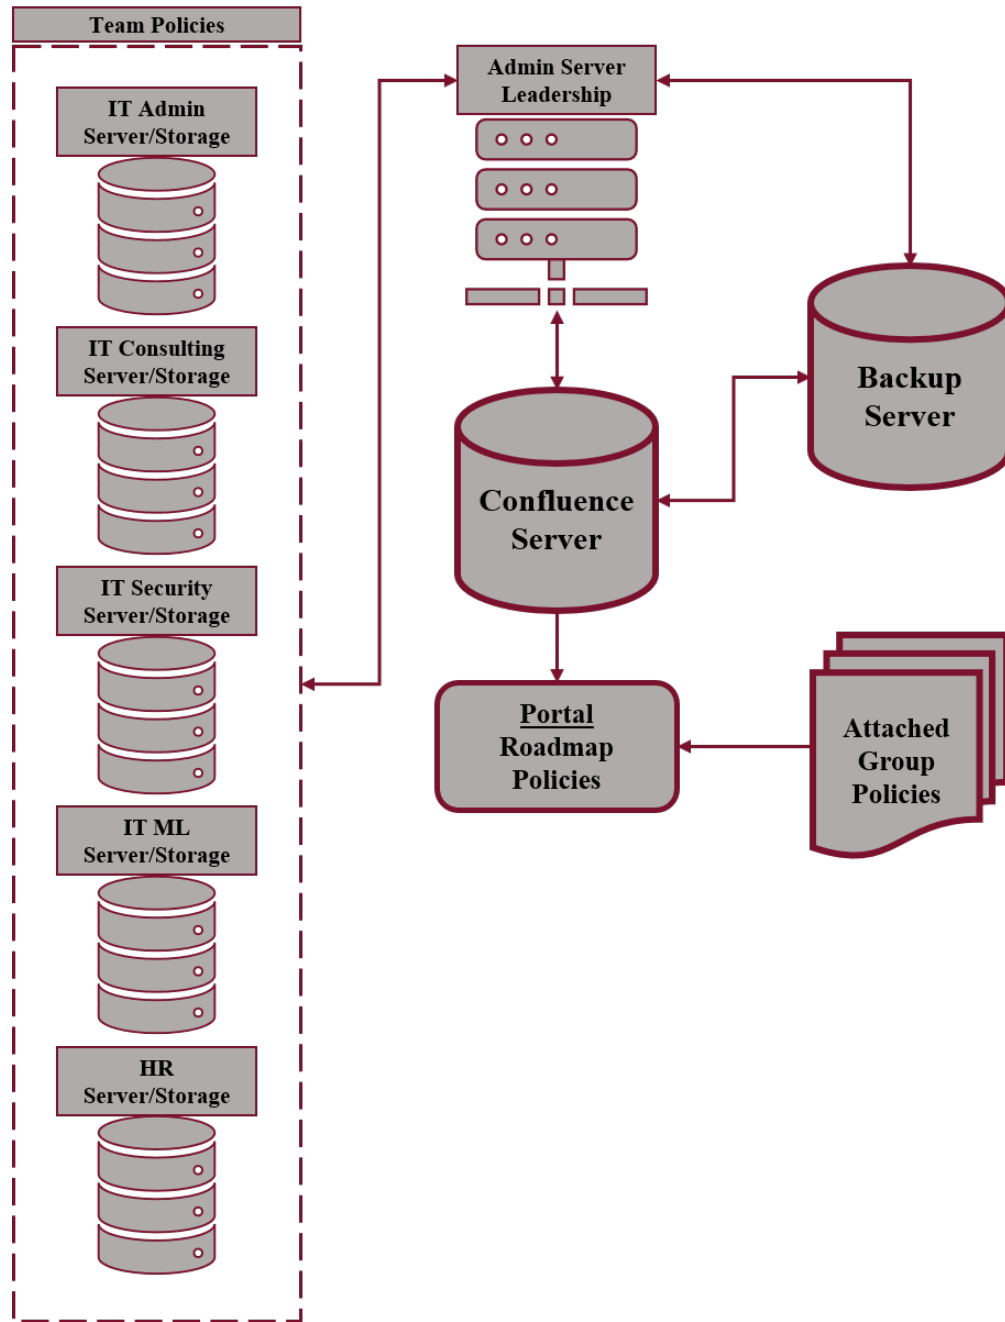 Team Policies
IT Admin
Server/Storage
IT Consulting
Server/Storage
IT Security
Server/Storage
IT ML
Server/Storage
HR
Server/Storage
Admin Server
Leadership
Backup
Server
Confluence
Server
Portal
Roadmap
Policies
Attached
Group
Policies